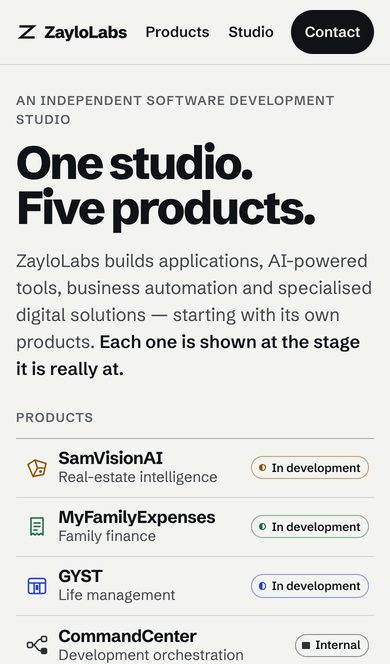 ZayloLabs Products Studio Contact
AN INDEPENDENT SOFTWARE DEVELOPMENT
STUDIO
One studio.
Five products.
ZayloLabs builds applications, AI-powered
tools, business automation and specialised
digital solutions — starting with its own
products. Each one is shown at the stage
it is really at.
PRODUCTS
SamVisionAI
Real-estate intelligence
In development
MyFamilyExpenses
Family finance
In development
GYST
Life management
In development
CommandCenter
Development orchestration
Internal